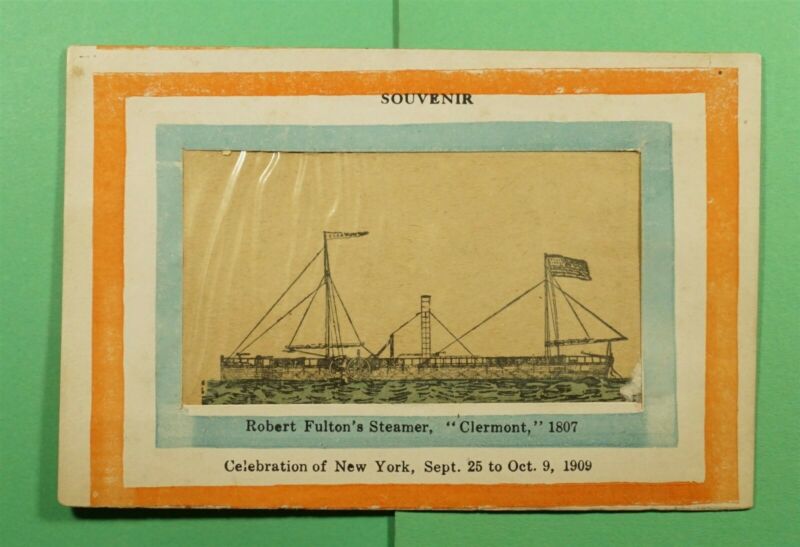 SOUVENIR
Robert Fulton's Steamer, "Clermont," 1807
Celebration of New York, Sept. 25 to Oct. 9, 1909